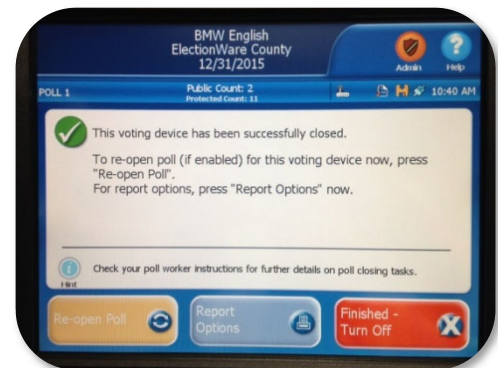 BMW English
ElectionWare County
12/31/2015
Admin
Help
POLL 1
Public Count: 2
Protected Count: 11
10:40 AM
This voting device has been successfully closed.
To re-open poll (if enabled) for this voting device now, press
"Re-open Poll".
For report options, press "Report Options" now.
Check your poll worker instructions for further details on poll closing tasks.
Hint
Re-open Poll
Report
Options
Finished -
Turn Off